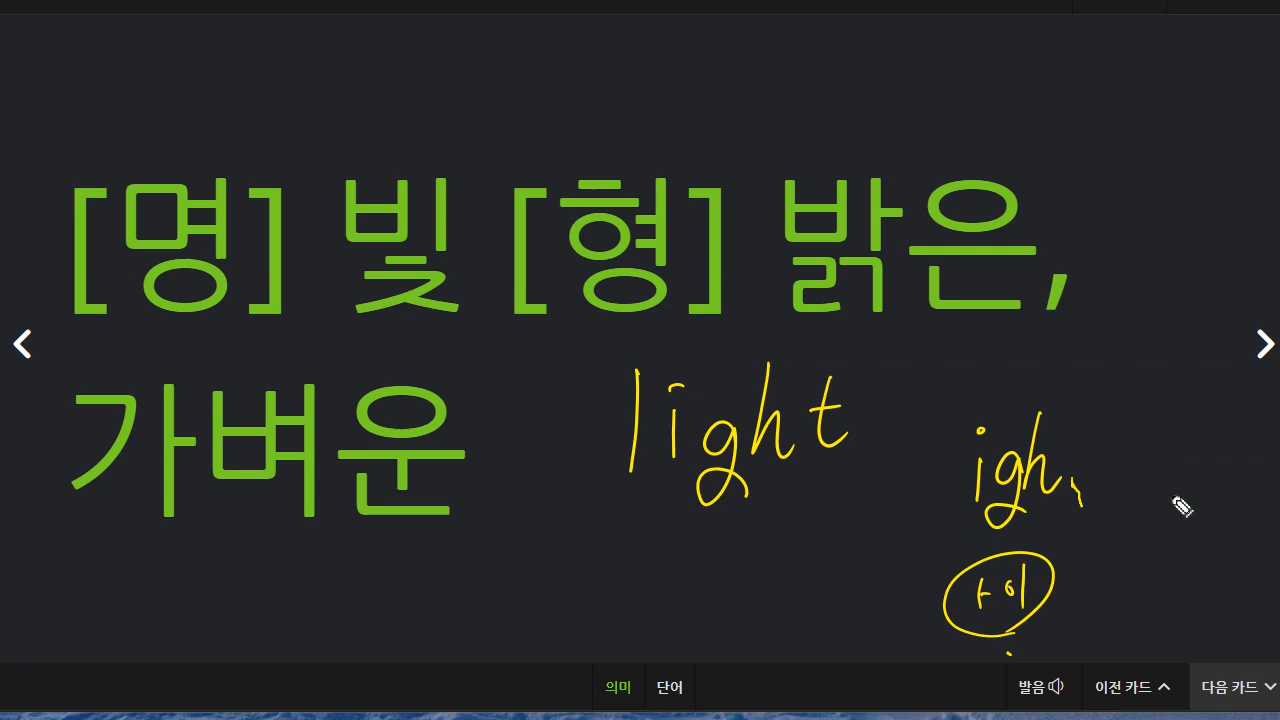 [명] 빛 [형] 밝은,
가벼운
light
igh
ㅏ이
의미 단어 발음 이전 카드 다음 카드